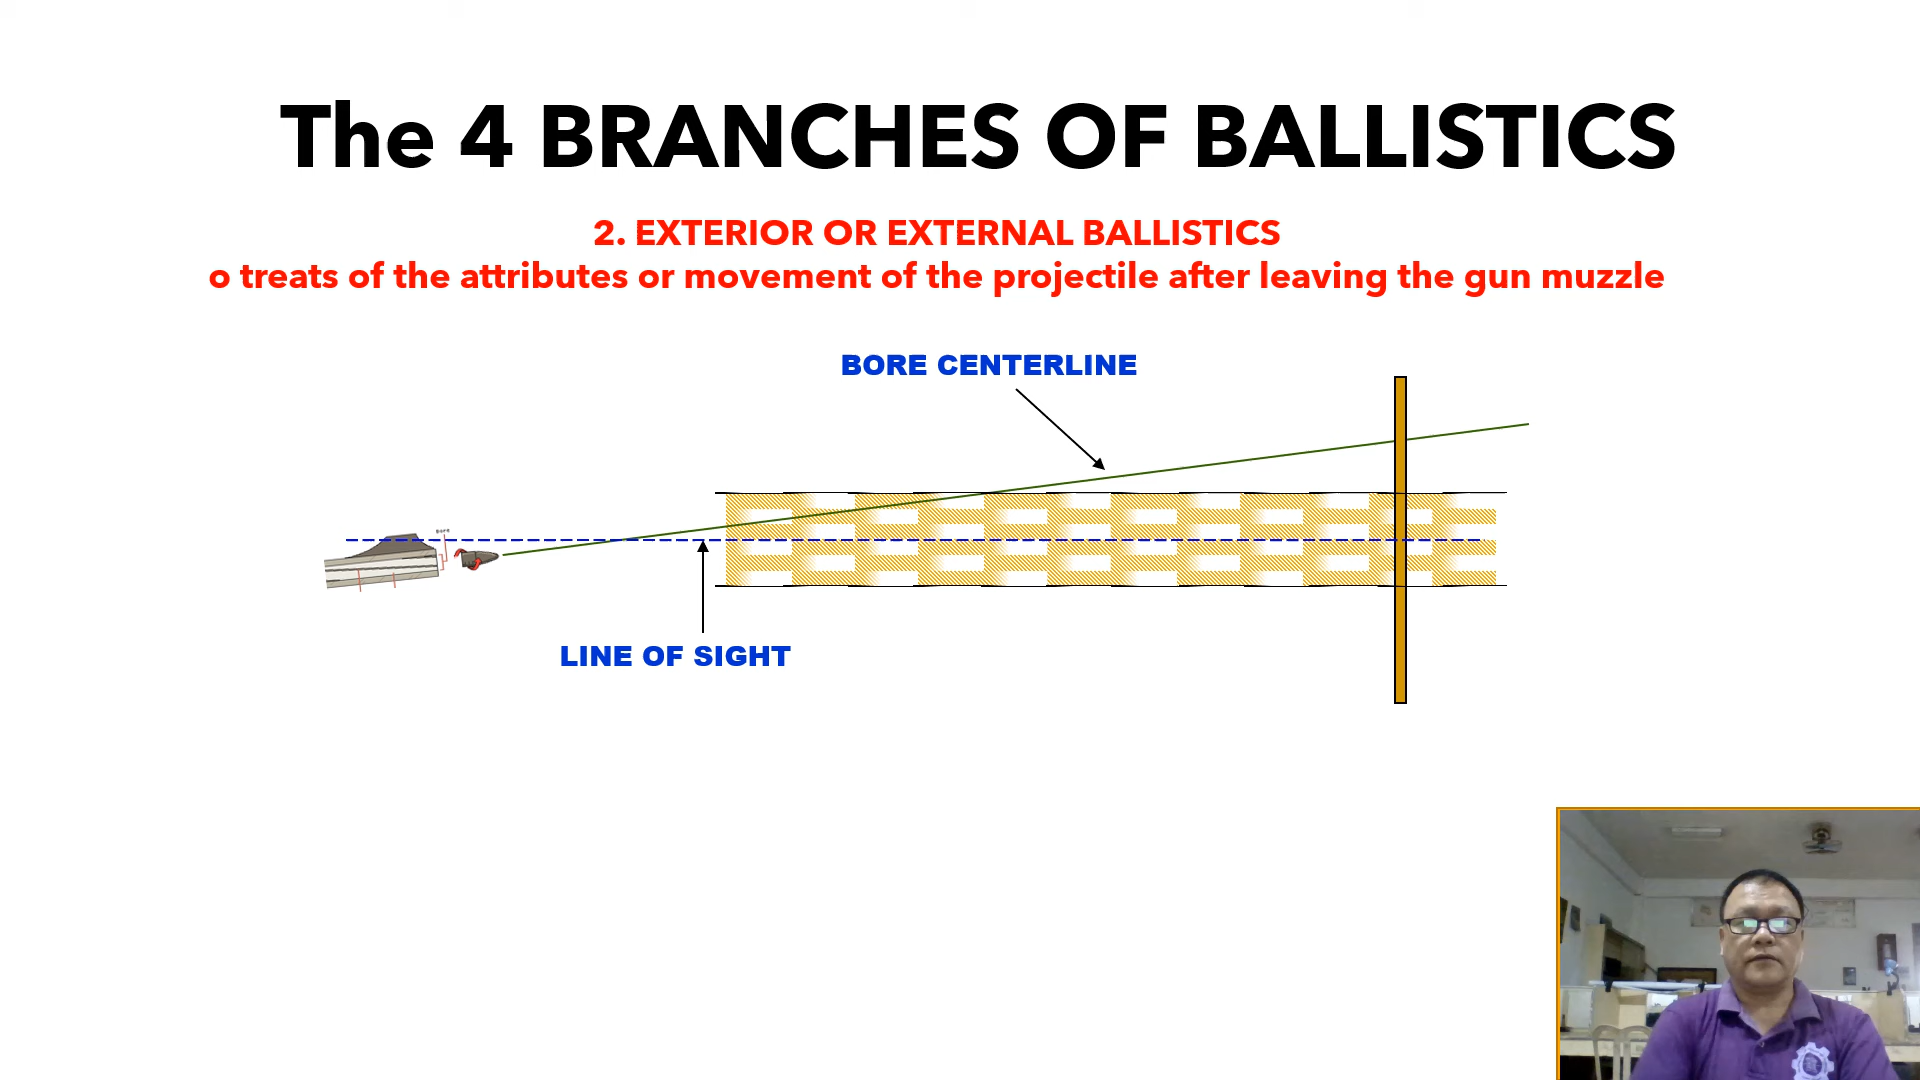 The 4 BRANCHES OF BALLISTICS
2. EXTERIOR OR EXTERNAL BALLISTICS
o treats of the attributes or movement of the projectile after leaving the gun muzzle
BORE CENTERLINE
LINE OF SIGHT